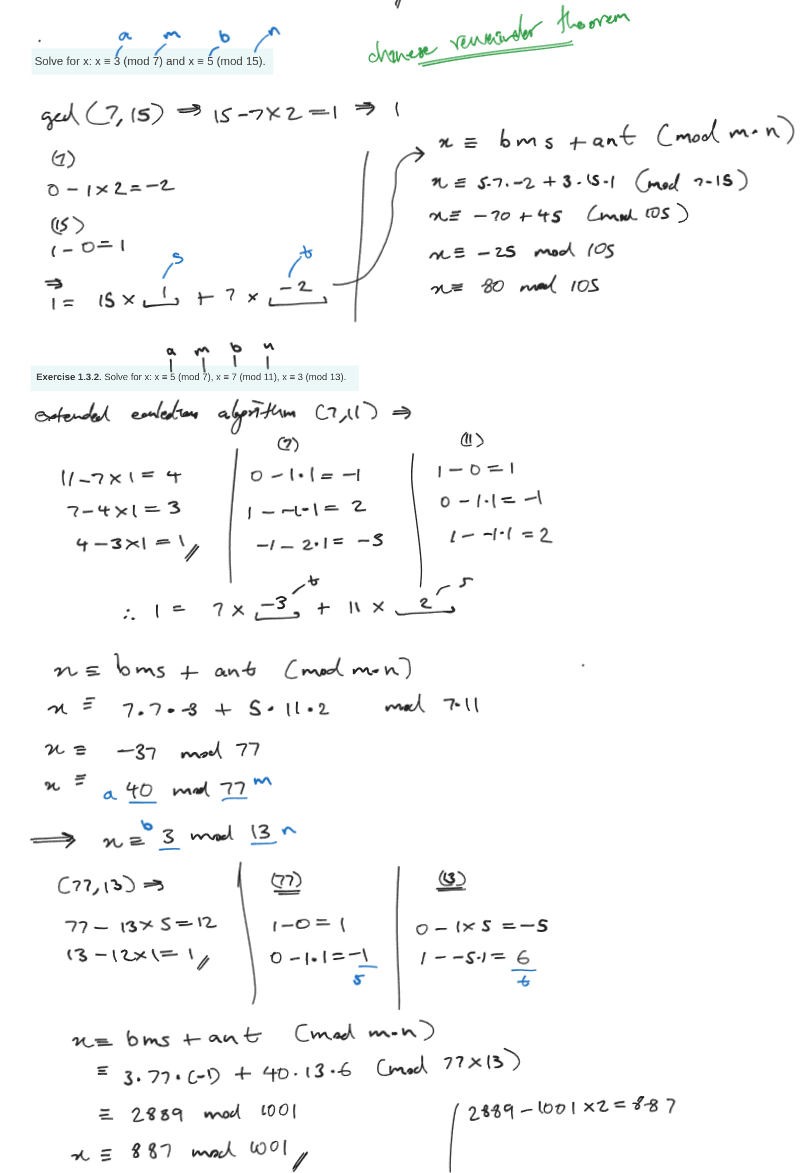 a m b n
chinese remainder theorem
Solve for x: x ≡ 3 (mod 7) and x ≡ 5 (mod 15).
gcd (7,15) ⇒ 15-7×2=1 ⇒ 1
(7)
0 - 1×2 = -2
(15)
1 - 0 = 1
s t
⇒
1 = 15 × 1 + 7 × -2
x ≡ bms + ant (mod m·n)
x ≡ 5·7·-2 + 3·15·1 (mod 7·15)
x ≡ -70 + 45 (mod 105)
x ≡ -25 mod 105
x ≡ 80 mod 105
a m b n
Exercise 1.3.2. Solve for x: x ≡ 5 (mod 7), x ≡ 7 (mod 11), x ≡ 3 (mod 13).
extended eucledian algorithm (7,11) ⇒
(7) (11)
11-7×1 = 4 0-1·1 = -1 1-0 = 1
7-4×1 = 3 1--1·1 = 2 0-1·1 = -1
4-3×1 = 1 -1-2·1 = -3 1--1·1 = 2
t s
∴ 1 = 7 × -3 + 11 × 2
x ≡ bms + ant (mod m·n)
x ≡ 7·7·-3 + 5·11·2 mod 7·11
x ≡ -37 mod 77
x ≡ a 40 mod 77 m
⇒ x ≡ b 3 mod 13 n
(77,13) ⇒ (77) (13)
77-13×5=12 1-0 = 1 0-1×5 = -5
13-12×1=1 0-1·1=-1 1--5·1 = 6
s t
x ≡ bms + ant (mod m·n)
≡ 3·77·(-1) + 40·13·6 (mod 77×13)
≡ 2889 mod 1001
2889-1001×2=887
x ≡ 887 mod 1001